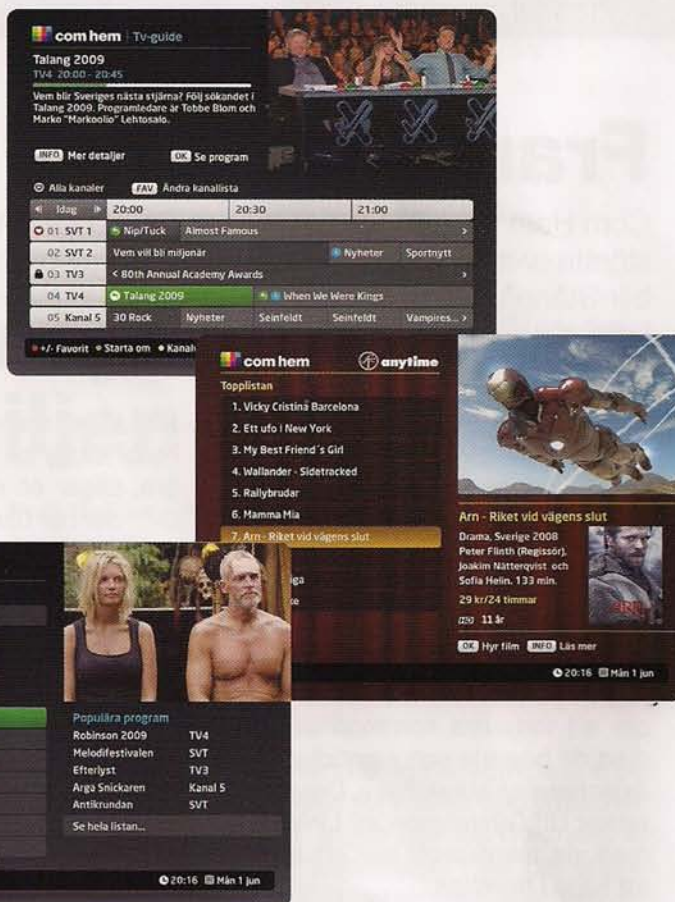 com hem Tv-guide
Talang 2009
TV4 20:00 - 20:45
Vem blir Sveriges nästa stjärna? Följ sökandet i
Talang 2009. Programledare är Tobbe Blom och
Marko "Markoolio" Lehtosalo.
INFO Mer detaljer OK Se program
Alla kanaler FAV Ändra kanallista
Idag 20:00 20:30 21:00
01 SVT 1 Nip/Tuck Almost Famous >
02 SVT 2 Vem vill bli miljonär Nyheter Sportnytt
03 TV3 < 80th Annual Academy Awards >
04 TV4 Talang 2009 When We Were Kings
05 Kanal 5 30 Rock Nyheter Seinfeldt Seinfeldt Vampires... >
+/- Favorit Starta om
com hem anytime
Topplistan
1. Vicky Cristina Barcelona
2. Ett ufo i New York
3. My Best Friend´s Girl
4. Wallander - Sidetracked
5. Rallybrudar
6. Mamma Mia
7. Arn - Riket vid vägens slut
Arn - Riket vid vägens slut
Drama, Sverige 2008
Peter Flinth (Regissör),
Joakim Nätterqvist och
Sofia Helin. 133 min.
29 kr/24 timmar
HD 11 år
ARN
OK Hyr film INFO Läs mer
20:16 Mån 1 jun
Populära program
Robinson 2009 TV4
Melodifestivalen SVT
Efterlyst TV3
Arga Snickaren Kanal 5
Antikrundan SVT
Se hela listan...
20:16 Mån 1 jun